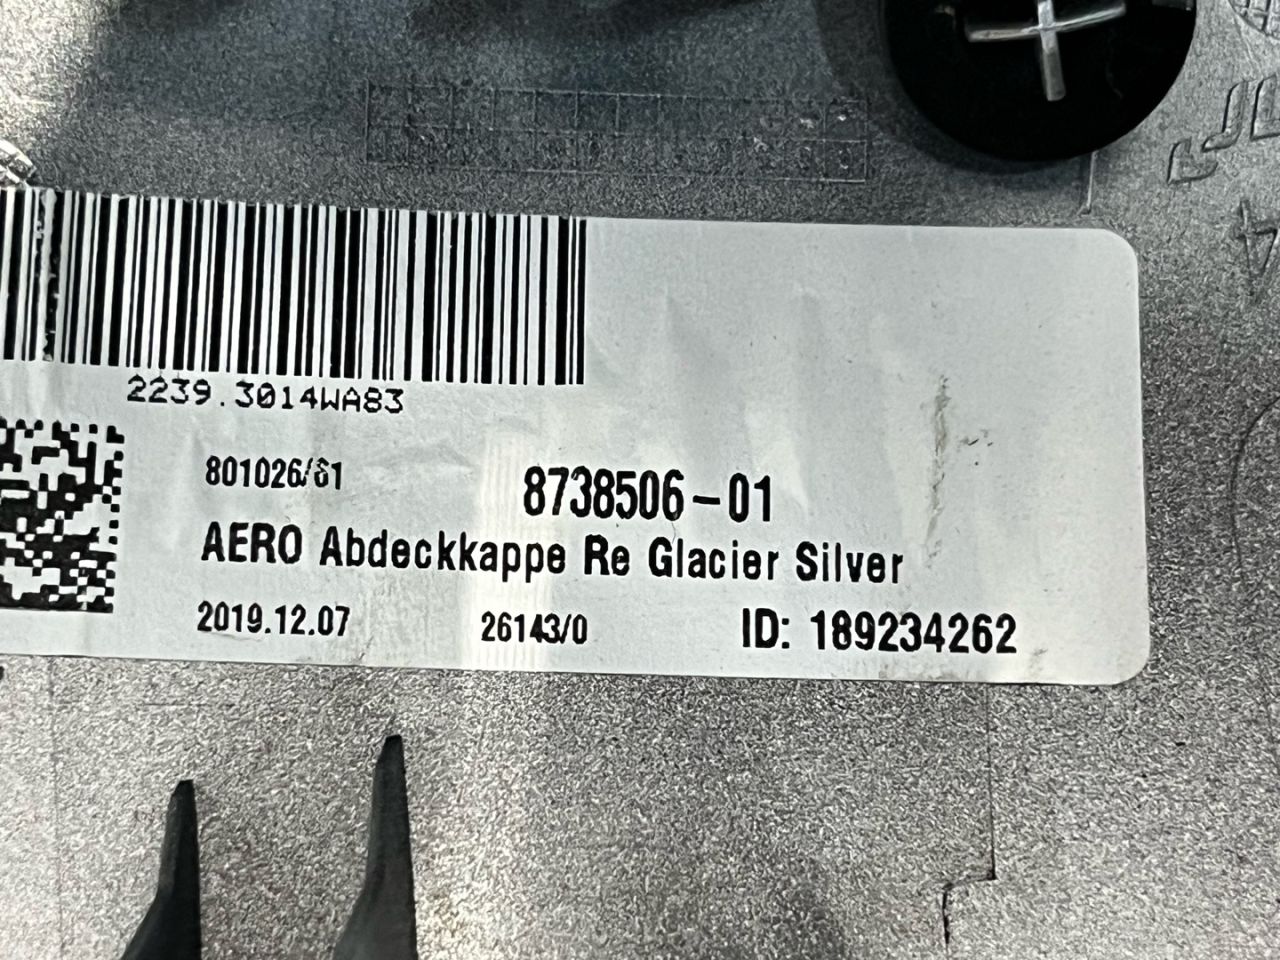 2239.3014WA83
801026/61
8738506-01
AERO Abdeckkappe Re Glacier Silver
2019.12.07
26143/0
ID: 189234262